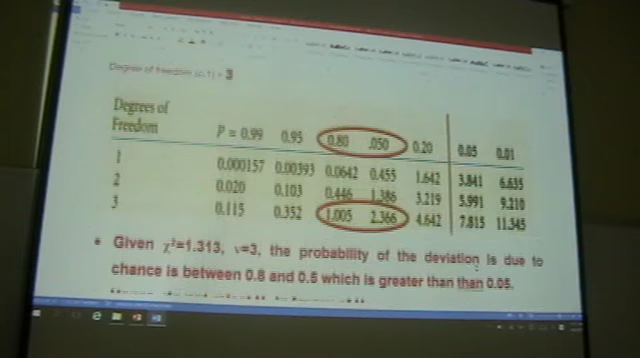 Degree of freedom (c-1) = 3
Degrees of
Freedom P = 0.99 0.95 0.80 .050 0.20 0.05 0.01
1 0.000157 0.00393 0.0642 0.455 1.642 3.841 6.635
2 0.020 0.103 0.446 1.386 3.219 5.991 9.210
3 0.115 0.352 1.005 2.366 4.642 7.815 11.345
• Given χ²=1.313, ν=3, the probability of the deviation is due to
chance is between 0.8 and 0.5 which is greater than than 0.05.